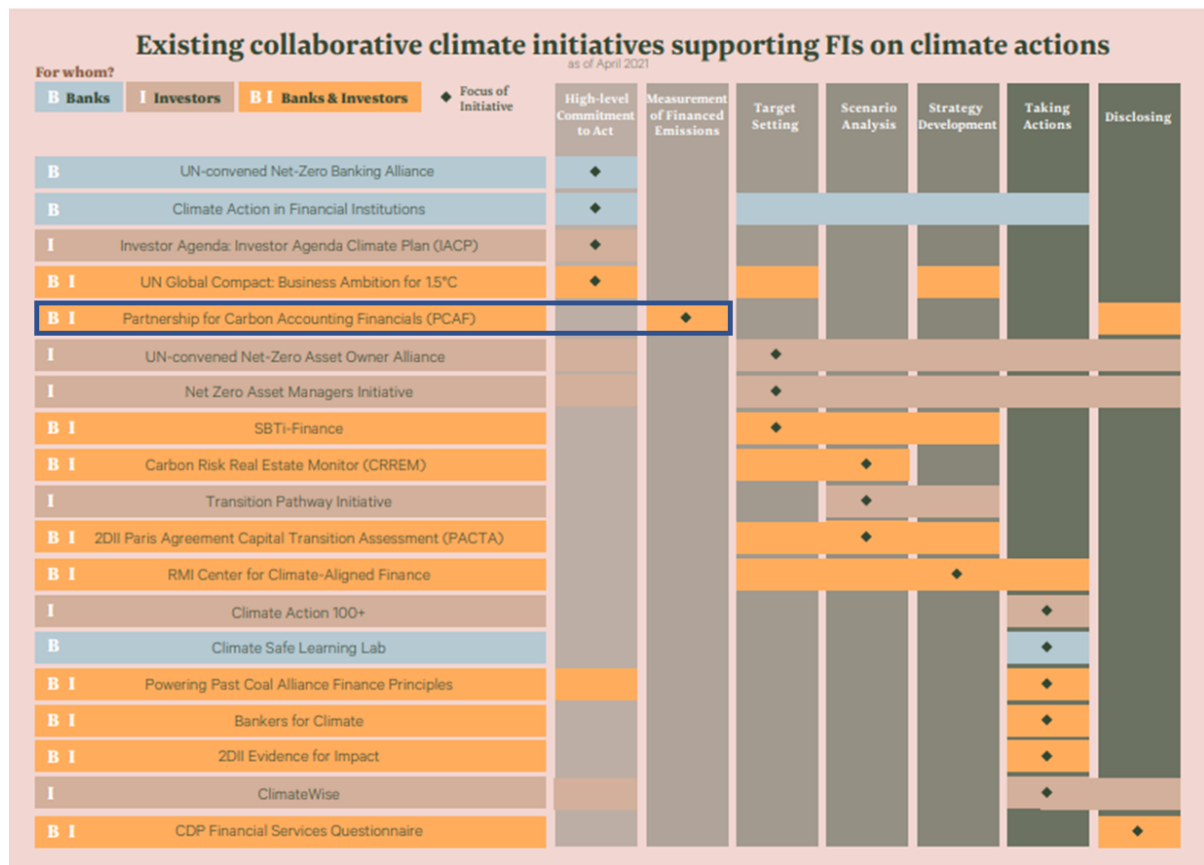 Existing collaborative climate initiatives supporting FIs on climate actions
as of April 2021
For whom?
B Banks
I Investors
B I Banks & Investors
Focus of
Initiative
High-level
Commitment
to Act
Measurement
of Financed
Emissions
Target
Setting
Scenario
Analysis
Strategy
Development
Taking
Actions
Disclosing
B UN-convened Net-Zero Banking Alliance
B Climate Action in Financial Institutions
I Investor Agenda: Investor Agenda Climate Plan (IACP)
B I UN Global Compact: Business Ambition for 1.5°C
B I Partnership for Carbon Accounting Financials (PCAF)
I UN-convened Net-Zero Asset Owner Alliance
I Net Zero Asset Managers Initiative
B I SBTi-Finance
B I Carbon Risk Real Estate Monitor (CRREM)
I Transition Pathway Initiative
B I 2DII Paris Agreement Capital Transition Assessment (PACTA)
B I RMI Center for Climate-Aligned Finance
I Climate Action 100+
B Climate Safe Learning Lab
B I Powering Past Coal Alliance Finance Principles
B I Bankers for Climate
B I 2DII Evidence for Impact
I ClimateWise
B I CDP Financial Services Questionnaire